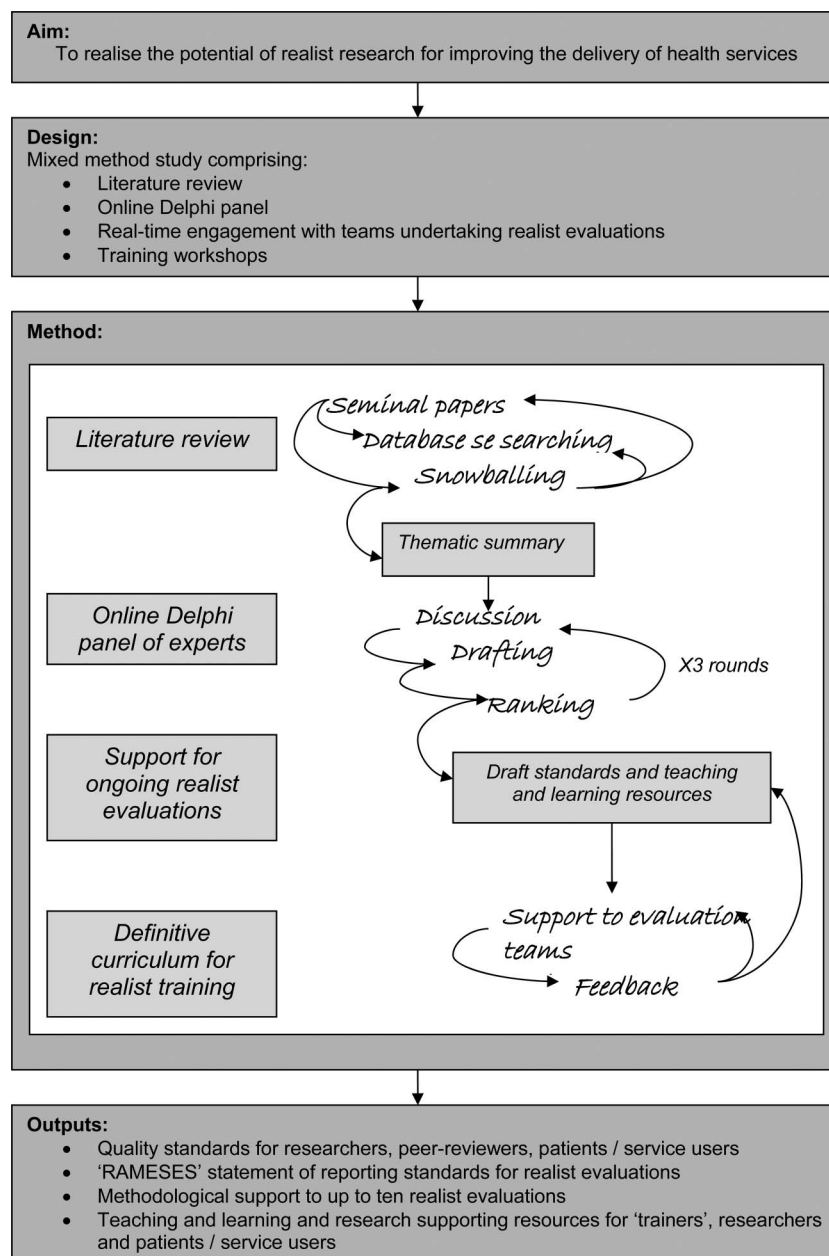 Aim:
To realise the potential of realist research for improving the delivery of health services
Design:
Mixed method study comprising:
• Literature review
• Online Delphi panel
• Real-time engagement with teams undertaking realist evaluations
• Training workshops
Method:
Literature review
Seminal papers
Database se searching
Snowballing
Thematic summary
Online Delphi
panel of experts
Discussion
Drafting
Ranking
X3 rounds
Support for
ongoing realist
evaluations
Draft standards and teaching
and learning resources
Definitive
curriculum for
realist training
Support to evaluation
teams
Feedback
Outputs:
• Quality standards for researchers, peer-reviewers, patients / service users
• ‘RAMESES’ statement of reporting standards for realist evaluations
• Methodological support to up to ten realist evaluations
• Teaching and learning and research supporting resources for ‘trainers’, researchers
and patients / service users